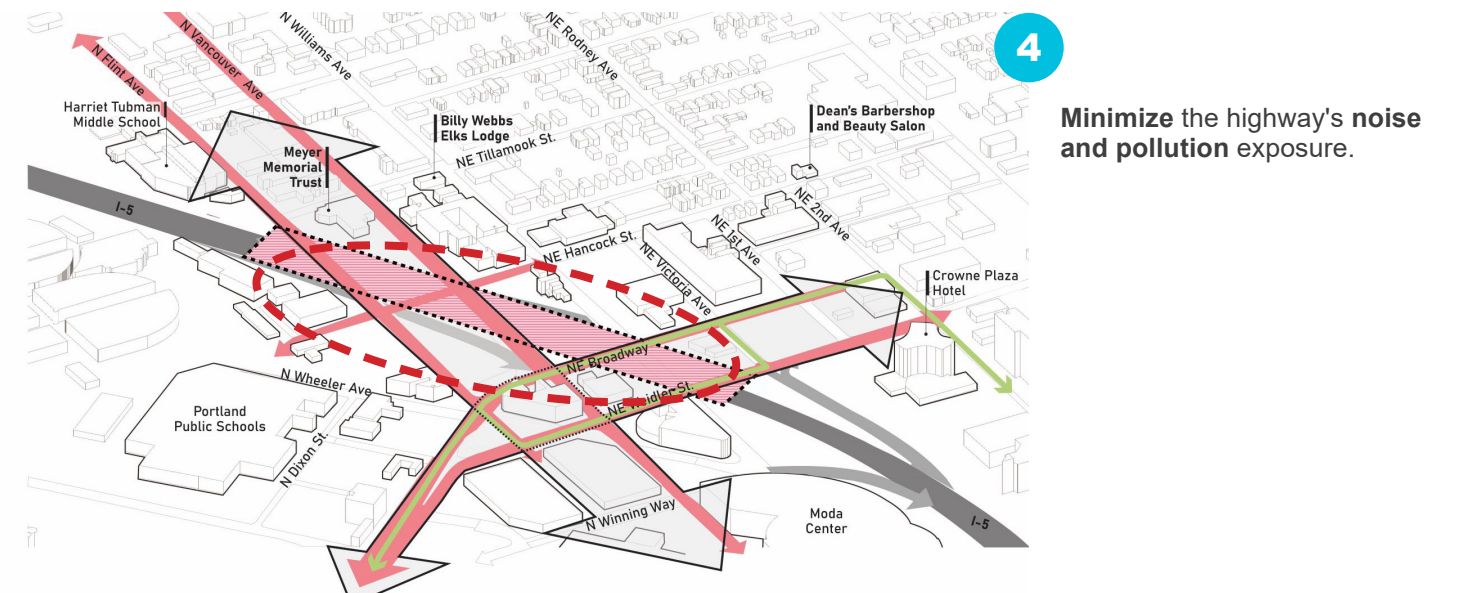 N Williams Ave
NE Rodney Ave
N Vancouver Ave
N Flint Ave
4
Harriet Tubman
Middle School
Billy Webbs
Elks Lodge
Dean's Barbershop
and Beauty Salon
Minimize the highway's noise
and pollution exposure.
NE Tillamook St.
Meyer
Memorial
Trust
I-5
NE 2nd Ave
NE 1st Ave
NE Hancock St.
NE Victoria Ave
Crowne Plaza
Hotel
NE Broadway
N Wheeler Ave
NE Weidler St.
Portland
Public Schools
N Dixon St.
N Winning Way
Moda
Center
I-5